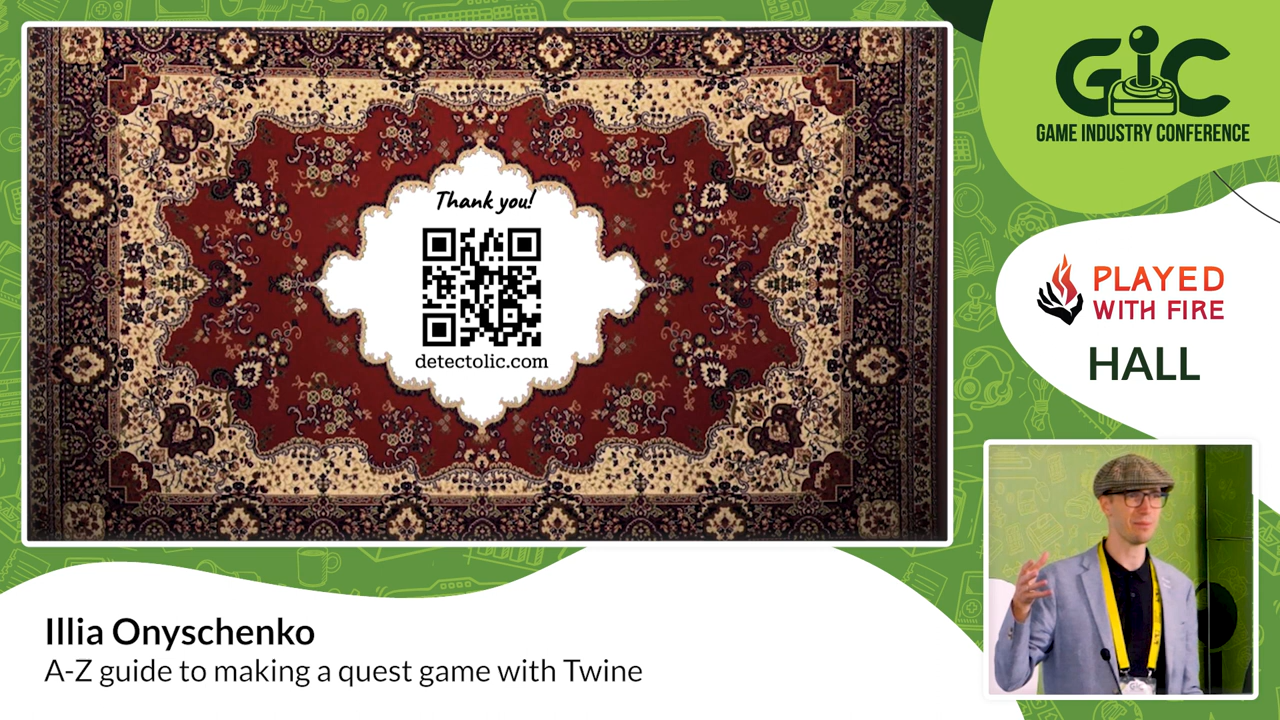 Thank you!
detectolic.com
GIC
GAME INDUSTRY CONFERENCE
PLAYED
WITH FIRE
HALL
Illia Onyschenko
A-Z guide to making a quest game with Twine
GIC